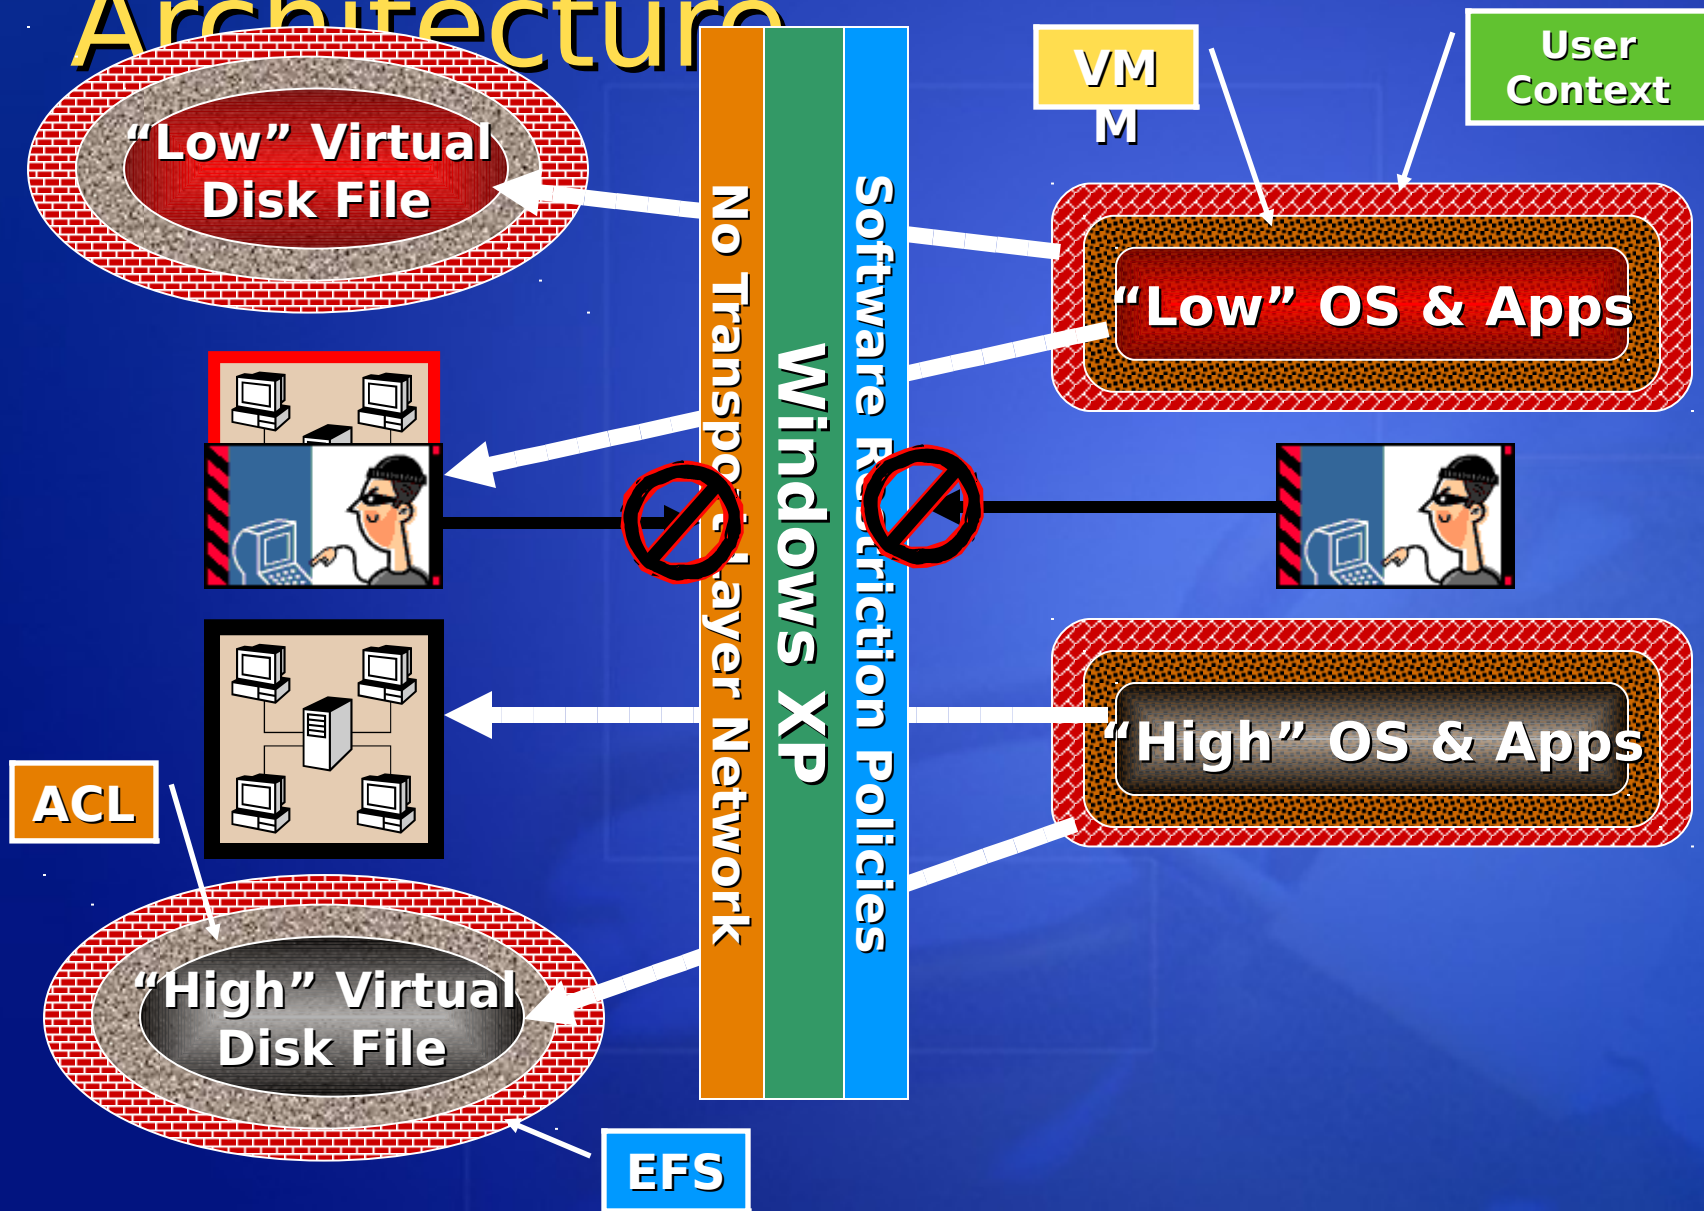 Architecture
VM
M
User
Context
“Low” Virtual
Disk File
No Transport Layer Network
Windows XP
Software Restriction Policies
“Low” OS & Apps
“High” OS & Apps
ACL
“High” Virtual
Disk File
EFS